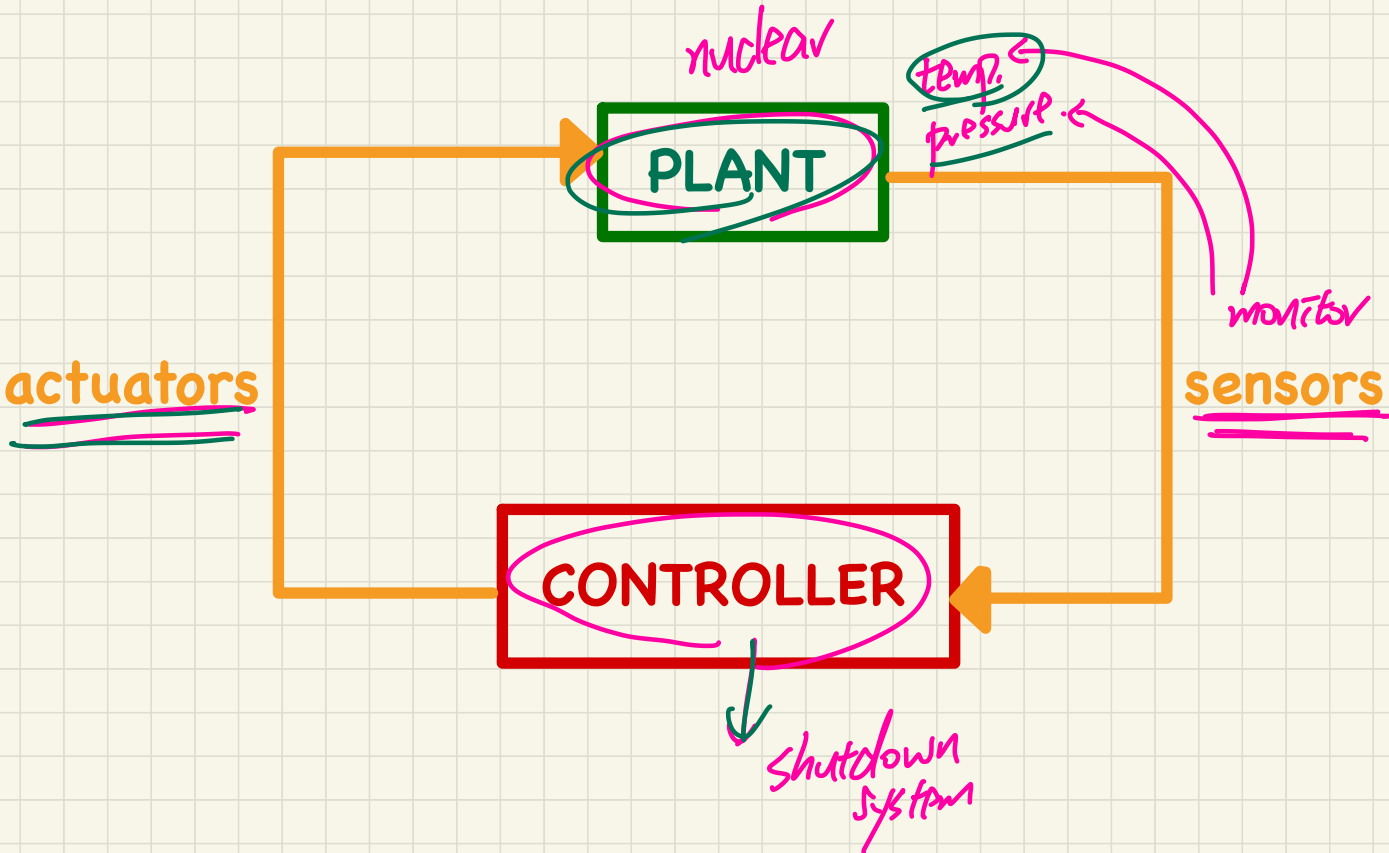 nuclear
temp.
pressure
PLANT
monitor
actuators
sensors
CONTROLLER
shutdown
system